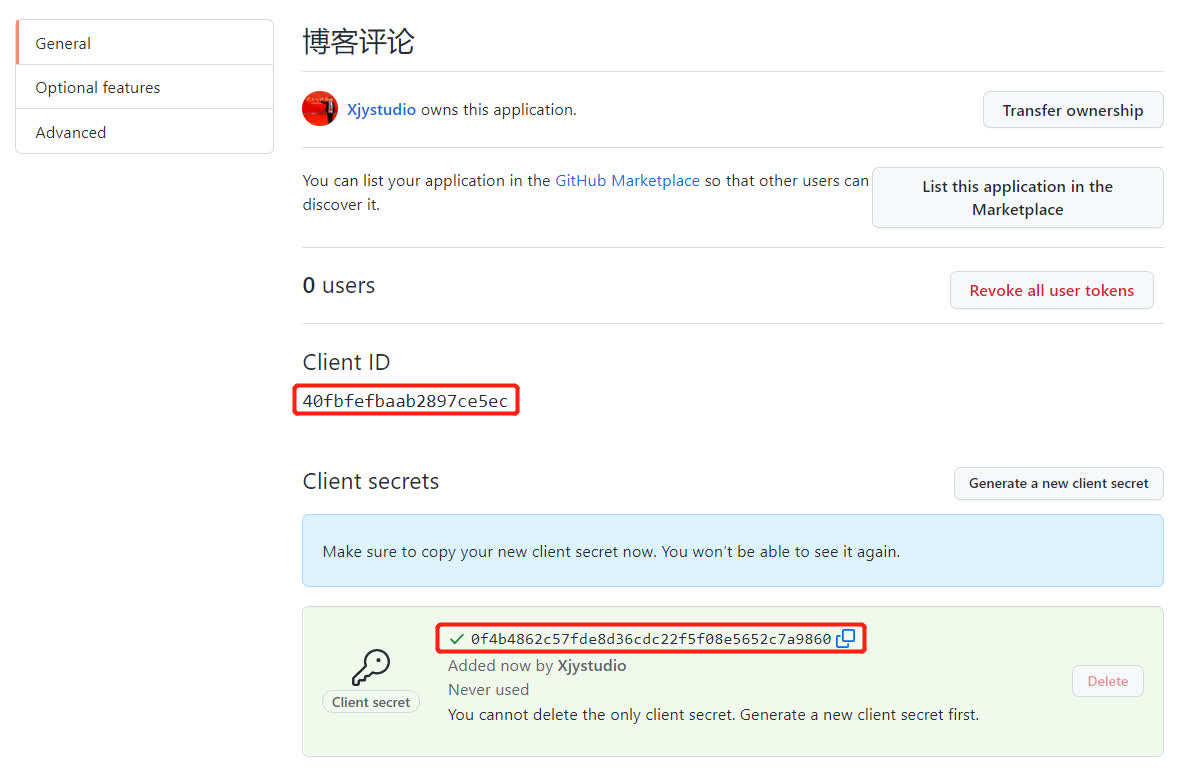 General
Optional features
Advanced
博客评论
Xjystudio owns this application.
Transfer ownership
You can list your application in the GitHub Marketplace so that other users can
discover it.
List this application in the
Marketplace
0 users
Revoke all user tokens
Client ID
40fbfefbaab2897ce5ec
Client secrets
Generate a new client secret
Make sure to copy your new client secret now. You won't be able to see it again.
0f4b4862c57fde8d36cdc22f5f08e5652c7a9860
Added now by Xjystudio
Never used
You cannot delete the only client secret. Generate a new client secret first.
Client secret
Delete